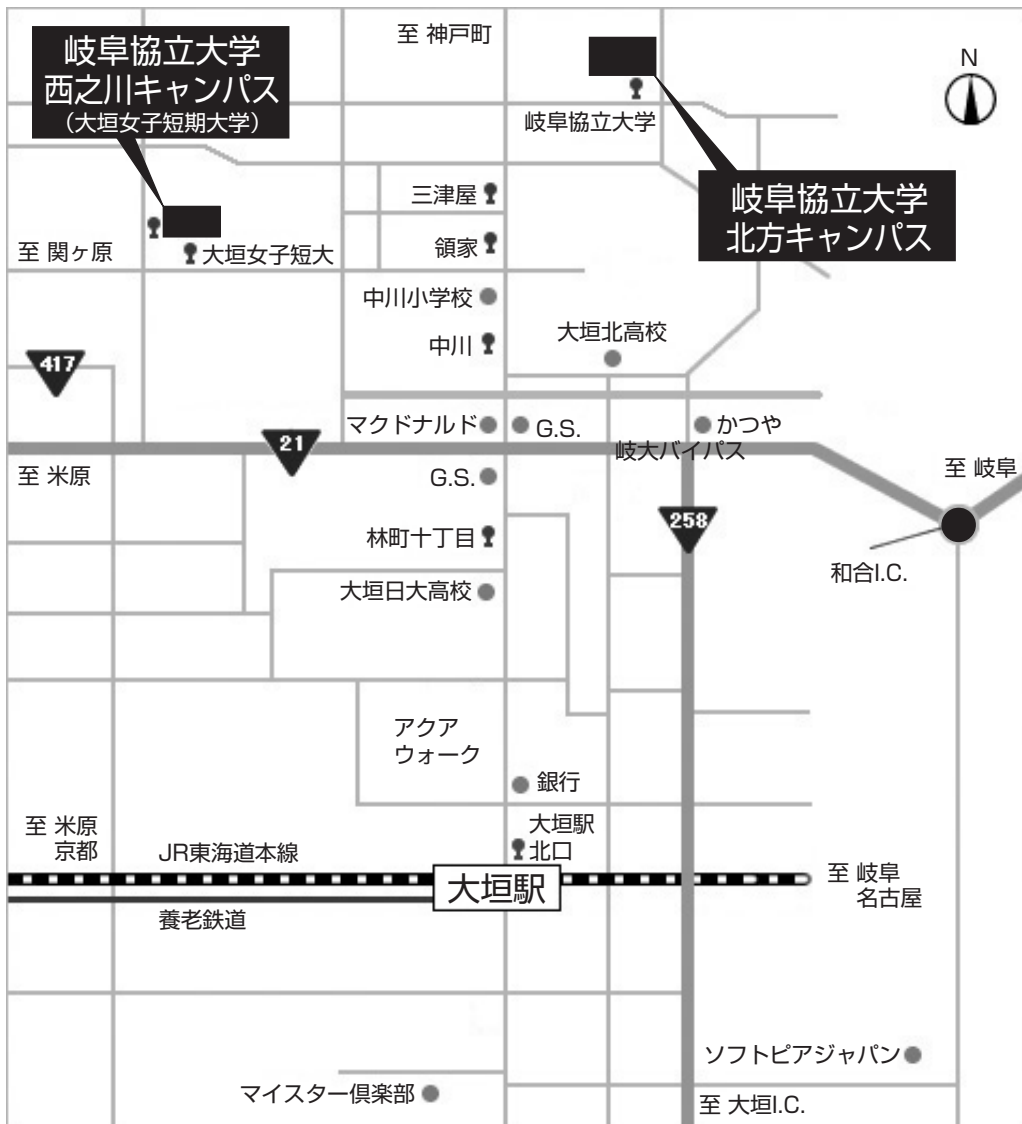 岐阜協立大学
西之川キャンパス
（大垣女子短期大学）
至 神戸町
N
岐阜協立大学
岐阜協立大学
北方キャンパス
三津屋
領家
至 関ヶ原
大垣女子短大
中川小学校
中川
大垣北高校
417
マクドナルド
G.S.
かつや
21
岐大バイパス
至 米原
G.S.
至 岐阜
258
林町十丁目
和合I.C.
大垣日大高校
アクア
ウォーク
銀行
至 米原
京都
JR東海道本線
大垣駅
北口
大垣駅
至 岐阜
名古屋
養老鉄道
ソフトピアジャパン
マイスター倶楽部
至 大垣I.C.